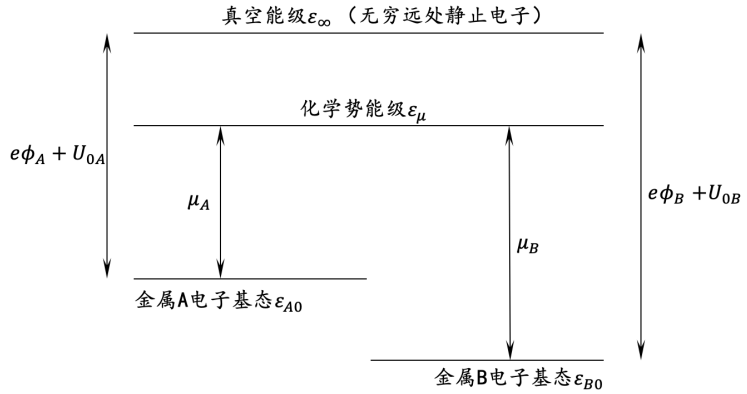 真空能级ε∞ （无穷远处静止电子）
化学势能级εμ
eϕA + U0A
μA
eϕB +U0B
μB
金属A电子基态εA0
金属B电子基态εB0